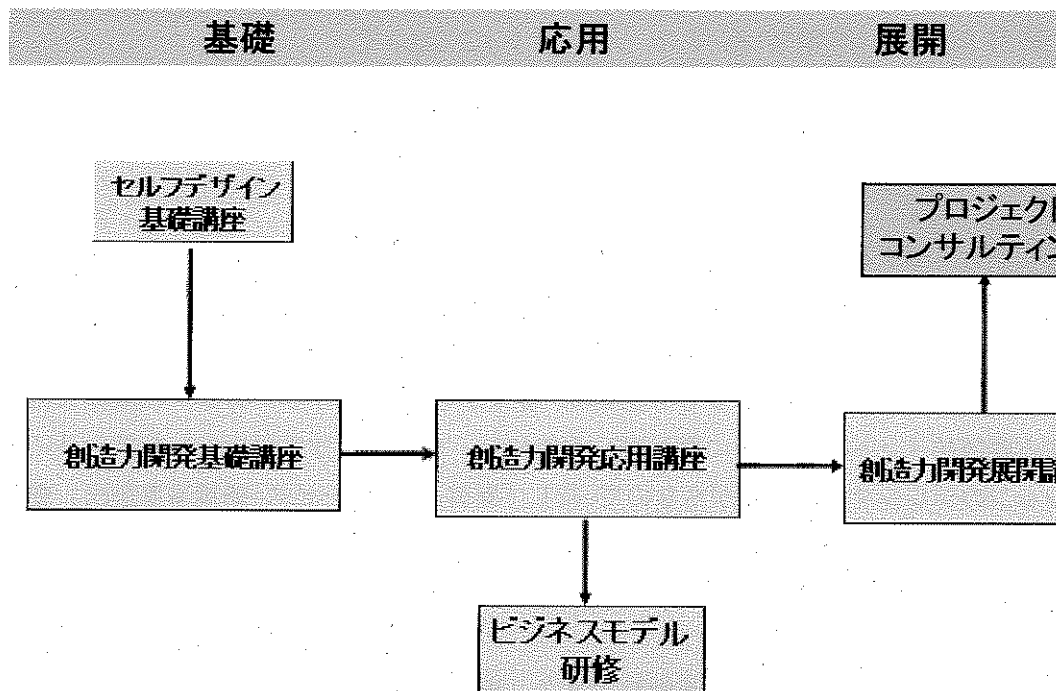 基礎 応用 展開
セルフデザイン
基礎講座
プロジェクト
コンサルティン
創造力開発基礎講座
創造力開発応用講座
創造力開発展開講
ビジネスモデル
研修